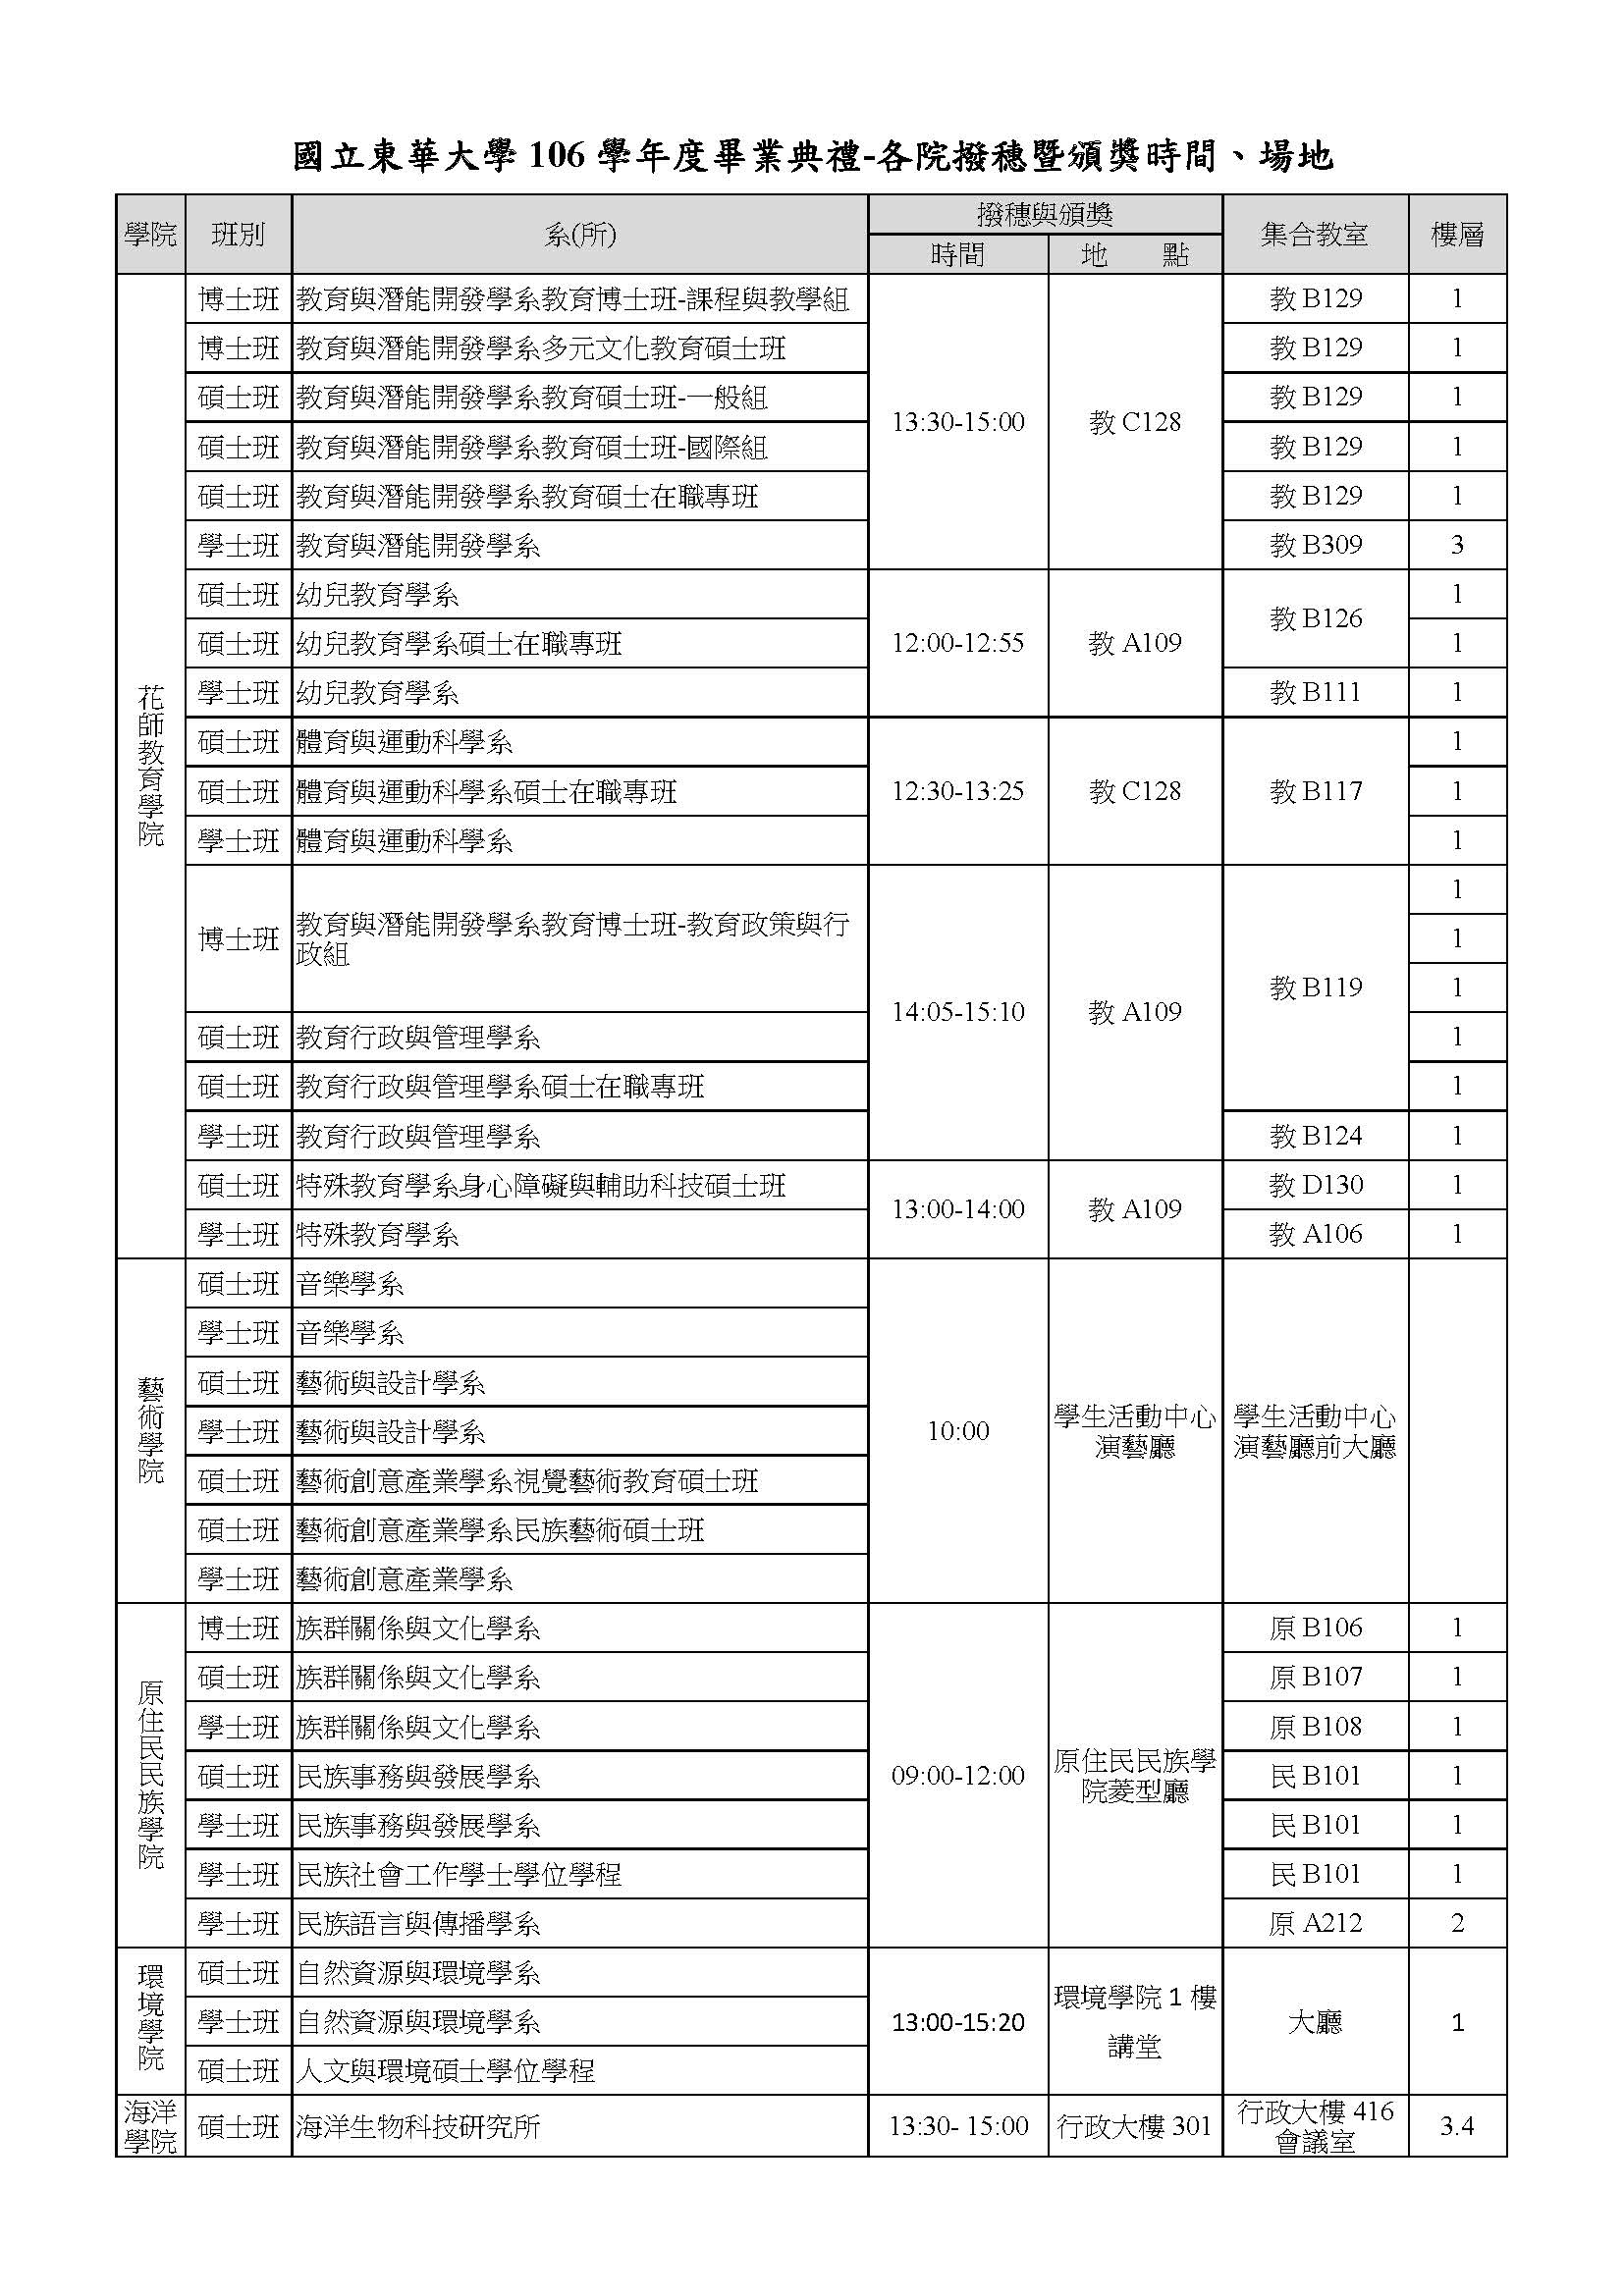 國立東華大學 106 學年度畢業典禮-各院撥穗暨頒獎時間、場地
學院 班別 系(所) 撥穗與頒獎 集合教室 樓層
時間 地 點
花師教育學院
博士班 教育與潛能開發學系教育博士班-課程與教學組 13:30-15:00 教 C128 教 B129 1
博士班 教育與潛能開發學系多元文化教育碩士班 教 B129 1
碩士班 教育與潛能開發學系教育碩士班-一般組 教 B129 1
碩士班 教育與潛能開發學系教育碩士班-國際組 教 B129 1
碩士班 教育與潛能開發學系教育碩士在職專班 教 B129 1
學士班 教育與潛能開發學系 教 B309 3
碩士班 幼兒教育學系 12:00-12:55 教 A109 教 B126 1
碩士班 幼兒教育學系碩士在職專班 1
學士班 幼兒教育學系 教 B111 1
碩士班 體育與運動科學系 12:30-13:25 教 C128 教 B117 1
碩士班 體育與運動科學系碩士在職專班 1
學士班 體育與運動科學系 1
博士班 教育與潛能開發學系教育博士班-教育政策與行 14:05-15:10 教 A109 教 B119 1
政組 1
1
碩士班 教育行政與管理學系 1
碩士班 教育行政與管理學系碩士在職專班 1
學士班 教育行政與管理學系 教 B124 1
碩士班 特殊教育學系身心障礙與輔助科技碩士班 13:00-14:00 教 A109 教 D130 1
學士班 特殊教育學系 教 A106 1
藝術學院
碩士班 音樂學系 10:00 學生活動中心 學生活動中心
學士班 音樂學系 演藝廳 演藝廳前大廳
碩士班 藝術與設計學系
學士班 藝術與設計學系
碩士班 藝術創意產業學系視覺藝術教育碩士班
碩士班 藝術創意產業學系民族藝術碩士班
學士班 藝術創意產業學系
原住民民族學院
博士班 族群關係與文化學系 09:00-12:00 原住民民族學 原 B106 1
碩士班 族群關係與文化學系 院菱型廳 原 B107 1
學士班 族群關係與文化學系 原 B108 1
碩士班 民族事務與發展學系 民 B101 1
學士班 民族事務與發展學系 民 B101 1
學士班 民族社會工作學士學位學程 民 B101 1
學士班 民族語言與傳播學系 原 A212 2
環境學院
碩士班 自然資源與環境學系 13:00-15:20 環境學院 1 樓 大廳 1
學士班 自然資源與環境學系 講堂
碩士班 人文與環境碩士學位學程
海洋 碩士班 海洋生物科技研究所 13:30- 15:00 行政大樓 301 行政大樓 416 3.4
學院 會議室